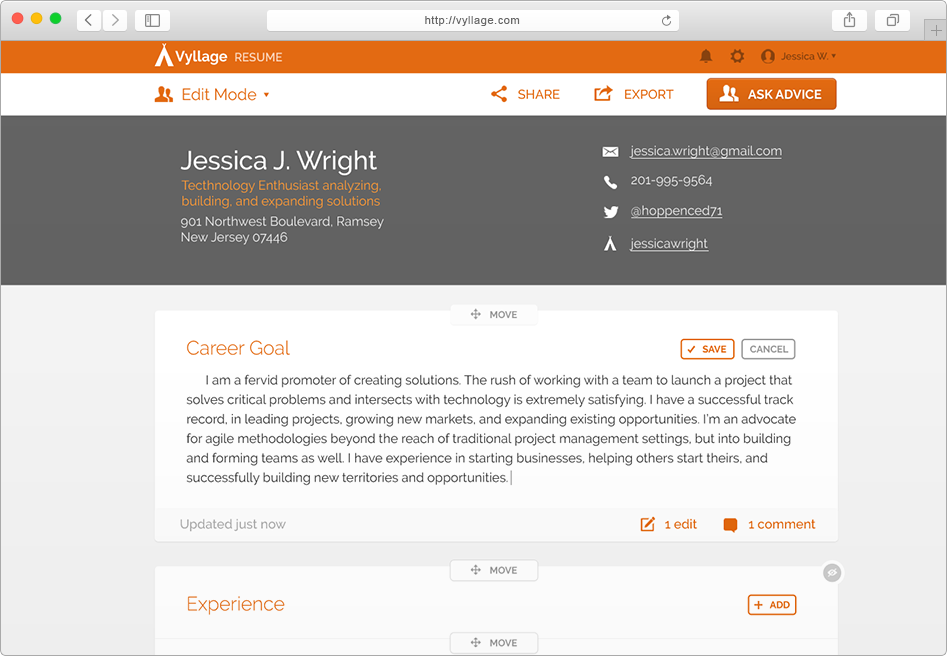 http://vyllage.com
Vyllage RESUME
Jessica W.
Edit Mode
SHARE
EXPORT
ASK ADVICE
Jessica J. Wright
Tecthnology Enthusiast analyzing,
building, and expanding solutions
901 Northwest Boulevard, Ramsey
New Jersey 07446
jessica.wright@gmail.com
201-995-9564
@hoppenced71
jessicawright
MOVE
Career Goal
SAVE
CANCEL
I am a fervid promoter of creating solutions. The rush of working with a team to launch a project that
solves critical problems and intersects with technology is extremely satisfying. I have a successful track
record, in leading projects, growing new markets, and expanding existing opportunities. I'm an advocate
for agile methodologies beyond the reach of traditional project management settings, but into building
and forming teams as well. I have experience in starting businesses, helping others start theirs, and
successfully building new territories and opportunities.
Updated just now
1 edit
1 comment
MOVE
Experience
ADD
MOVE